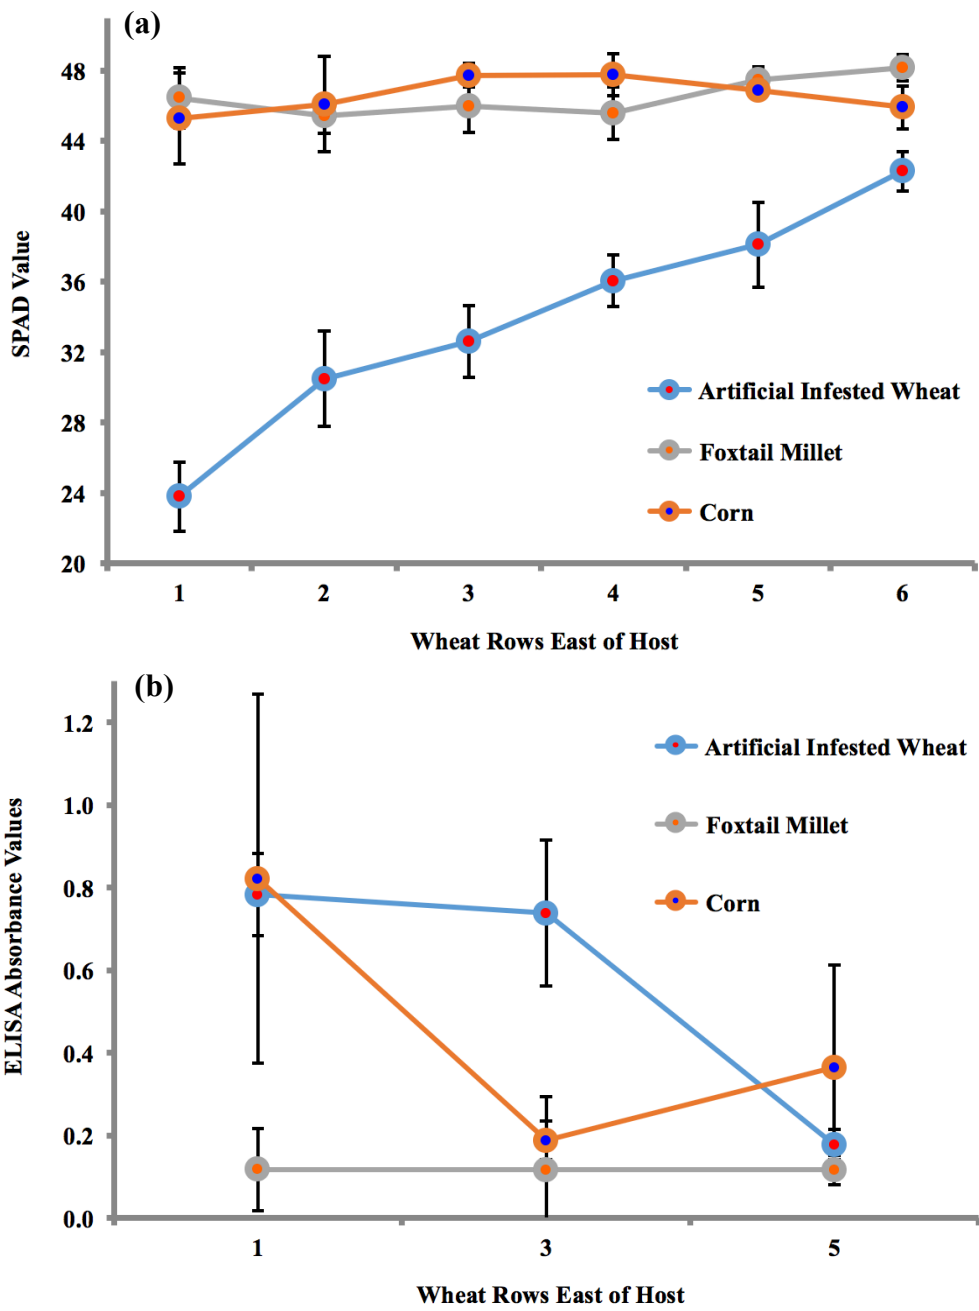 (a)
48
44
40
36
32
28
24
20
SPAD Value
Artificial Infested Wheat
Foxtail Millet
Corn
1 2 3 4 5 6
Wheat Rows East of Host
(b)
1.2
1.0
0.8
0.6
0.4
0.2
0.0
ELISA Absorbance Values
Artificial Infested Wheat
Foxtail Millet
Corn
1 3 5
Wheat Rows East of Host